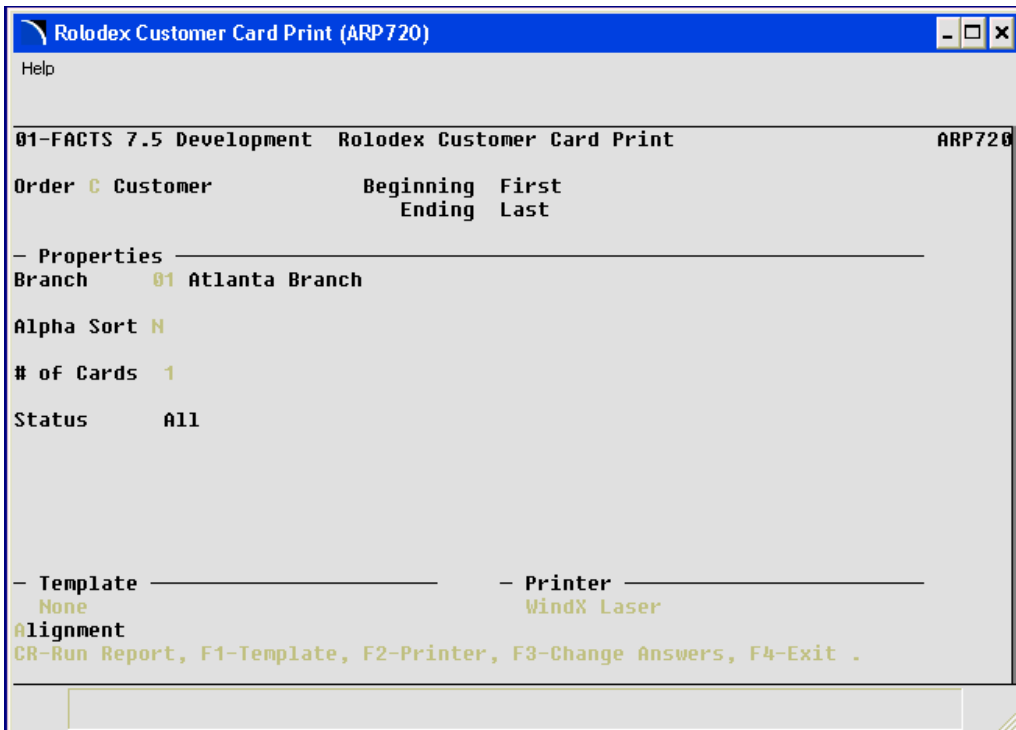 Rolodex Customer Card Print (ARP720)
Help
01-FACTS 7.5 Development Rolodex Customer Card Print ARP720
Order C Customer Beginning First
Ending Last
Properties
Branch 01 Atlanta Branch
Alpha Sort N
# of Cards 1
Status All
Template Printer
None WindX Laser
Alignment
CR-Run Report, F1-Template, F2-Printer, F3-Change Answers, F4-Exit .